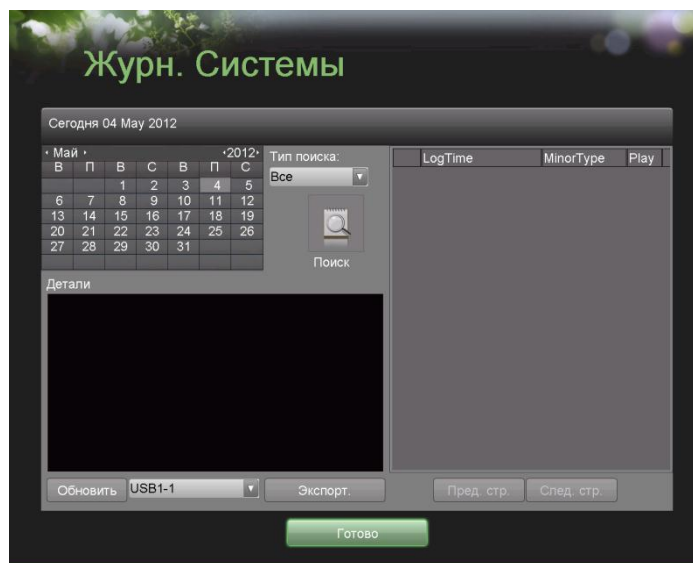 Журн. Системы
Сегодня 04 May 2012
Май 2012
В П В С В П С
1 2 3 4 5
6 7 8 9 10 11 12
13 14 15 16 17 18 19
20 21 22 23 24 25 26
27 28 29 30 31
Тип поиска:
Все
Поиск
LogTime MinorType Play
Детали
Обновить USB1-1 Экспорт. Пред. стр. След. стр.
Готово